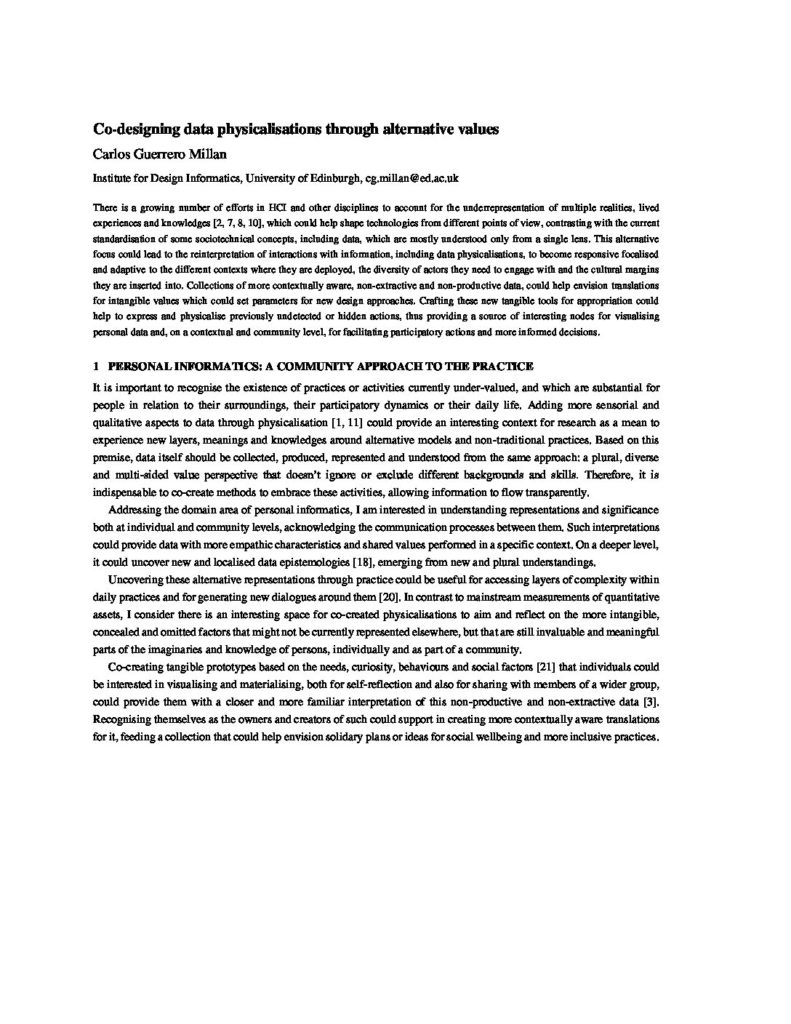 Co-designing data physicalisations through alternative values
Carlos Guerrero Millan
Institute for Design Informatics, University of Edinburgh, cg.millan@ed.ac.uk
There is a growing number of efforts in HCI and other disciplines to account for the underrepresentation of multiple realities, lived
experiences and knowledges [2, 7, 8, 10], which could help shape technologies from different points of view, contrasting with the current
standardisation of some sociotechnical concepts, including data, which are mostly understood only from a single lens. This alternative
focus could lead to the reinterpretation of interactions with information, including data physicalisations, to become responsive focalised
and adaptive to the different contexts where they are deployed, the diversity of actors they need to engage with and the cultural margins
they are inserted into. Collections of more contextually aware, non-extractive and non-productive data, could help envision translations
for intangible values which could set parameters for new design approaches. Crafting these new tangible tools for appropriation could
help to express and physicalise previously undetected or hidden actions, thus providing a source of interesting nodes for visualising
personal data and, on a contextual and community level, for facilitating participatory actions and more informed decisions.
1 PERSONAL INFORMATICS: A COMMUNITY APPROACH TO THE PRACTICE
It is important to recognise the existence of practices or activities currently under-valued, and which are substantial for
people in relation to their surroundings, their participatory dynamics or their daily life. Adding more sensorial and
qualitative aspects to data through physicalisation [1, 11] could provide an interesting context for research as a mean to
experience new layers, meanings and knowledges around alternative models and non-traditional practices. Based on this
premise, data itself should be collected, produced, represented and understood from the same approach: a plural, diverse
and multi-sided value perspective that doesn't ignore or exclude different backgrounds and skills. Therefore, it is
indispensable to co-create methods to embrace these activities, allowing information to flow transparently.
Addressing the domain area of personal informatics, I am interested in understanding representations and significance
both at individual and community levels, acknowledging the communication processes between them. Such interpretations
could provide data with more empathic characteristics and shared values performed in a specific context. On a deeper level,
it could uncover new and localised data epistemologies [18], emerging from new and plural understandings.
Uncovering these alternative representations through practice could be useful for accessing layers of complexity within
daily practices and for generating new dialogues around them [20]. In contrast to mainstream measurements of quantitative
assets, I consider there is an interesting space for co-created physicalisations to aim and reflect on the more intangible,
concealed and omitted factors that might not be currently represented elsewhere, but that are still invaluable and meaningful
parts of the imaginaries and knowledge of persons, individually and as part of a community.
Co-creating tangible prototypes based on the needs, curiosity, behaviours and social factors [21] that individuals could
be interested in visualising and materialising, both for self-reflection and also for sharing with members of a wider group,
could provide them with a closer and more familiar interpretation of this non-productive and non-extractive data [3].
Recognising themselves as the owners and creators of such could support in creating more contextually aware translations
for it, feeding a collection that could help envision solidary plans or ideas for social wellbeing and more inclusive practices.